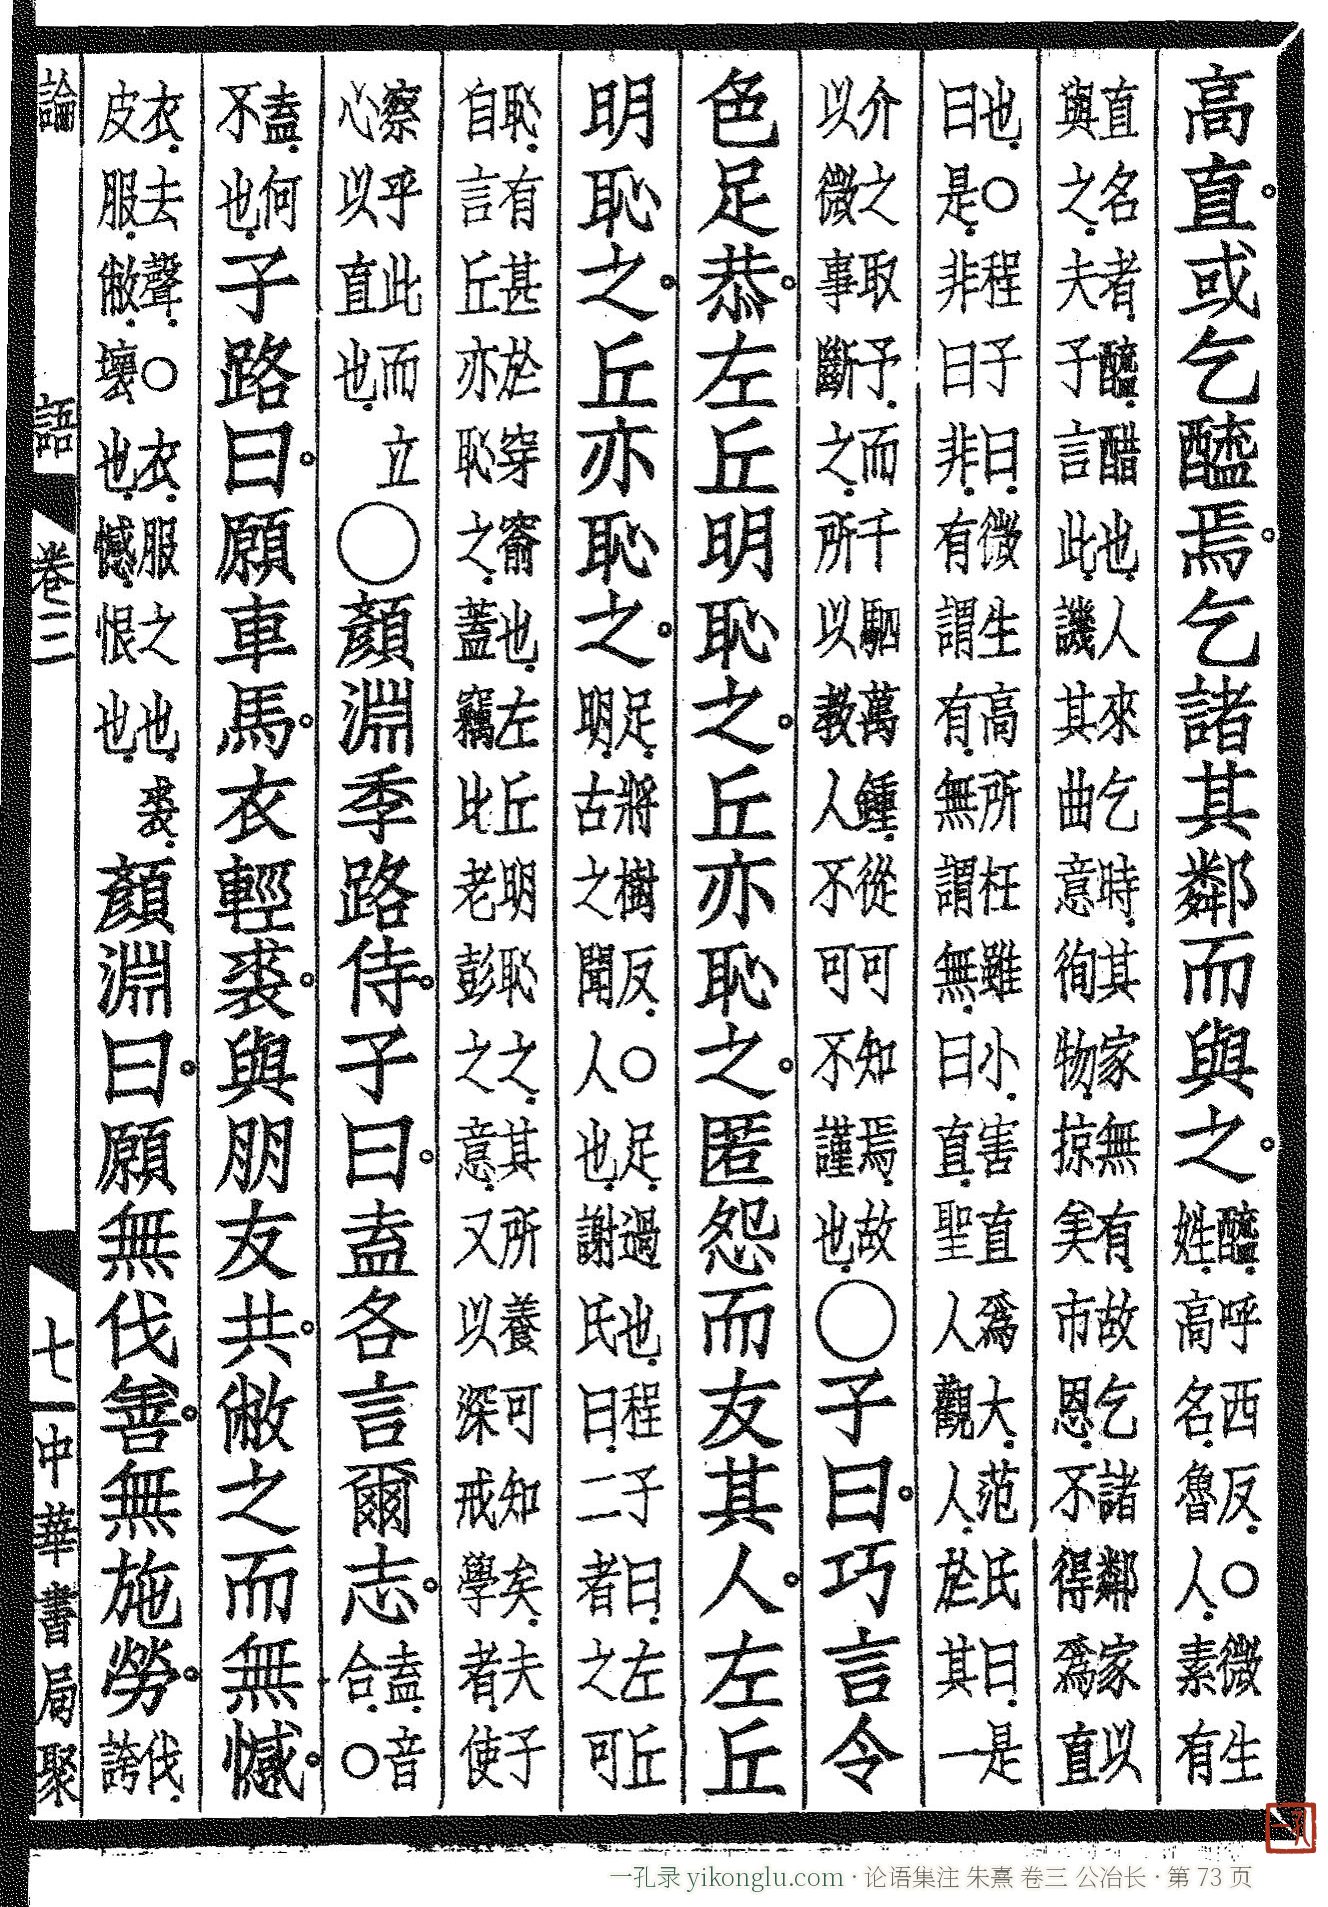 高直或乞醯焉乞諸其鄰而與之醯呼西反○微生姓高名魯人素有
直名者醯醋也人來乞時其家無有故乞諸鄰家以與之夫子言此譏其曲意徇物掠美市恩不得爲直
也○程子曰微生高所枉雖小害直爲大范氏曰是曰是非曰非有謂有無謂無曰直聖人觀人於其一
介之取予而千駟萬鍾從可知焉故以微事斷之所以教人不可不謹也○子曰巧言令
色足恭左丘明恥之丘亦恥之匿怨而友其人左丘
明恥之丘亦恥之足將樹反○足過也程子曰左丘明古之聞人也謝氏曰二者之可
恥有甚於穿窬也左丘明恥之其所養可知矣夫子自言丘亦恥之蓋竊比老彭之意又以深戒學者使
察乎此而立心以直也○顏淵季路侍子曰盍各言爾志盍音合○
盍何不也子路曰願車馬衣輕裘與朋友共敝之而無憾
衣去聲○衣服之也裘皮服敝壞也憾恨也顏淵曰願無伐善無施勞伐誇
論語 卷三 七一 中華書局聚
一孔录 yikonglu.com · 论语集注 朱熹 卷三 公冶长 · 第 73 页